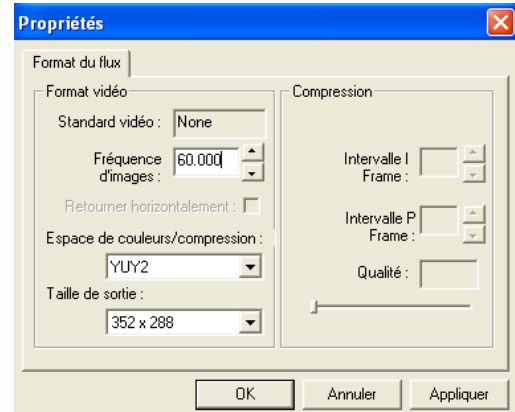 Propriétés
Format du flux
Format vidéo
Standard vidéo : None
Fréquence
d'images : 60.000
Retourner horizontalement :
Espace de couleurs/compression :
YUY2
Taille de sortie :
352 x 288
Compression
Intervalle I
Frame :
Intervalle P
Frame :
Qualité :
OK Annuler Appliquer